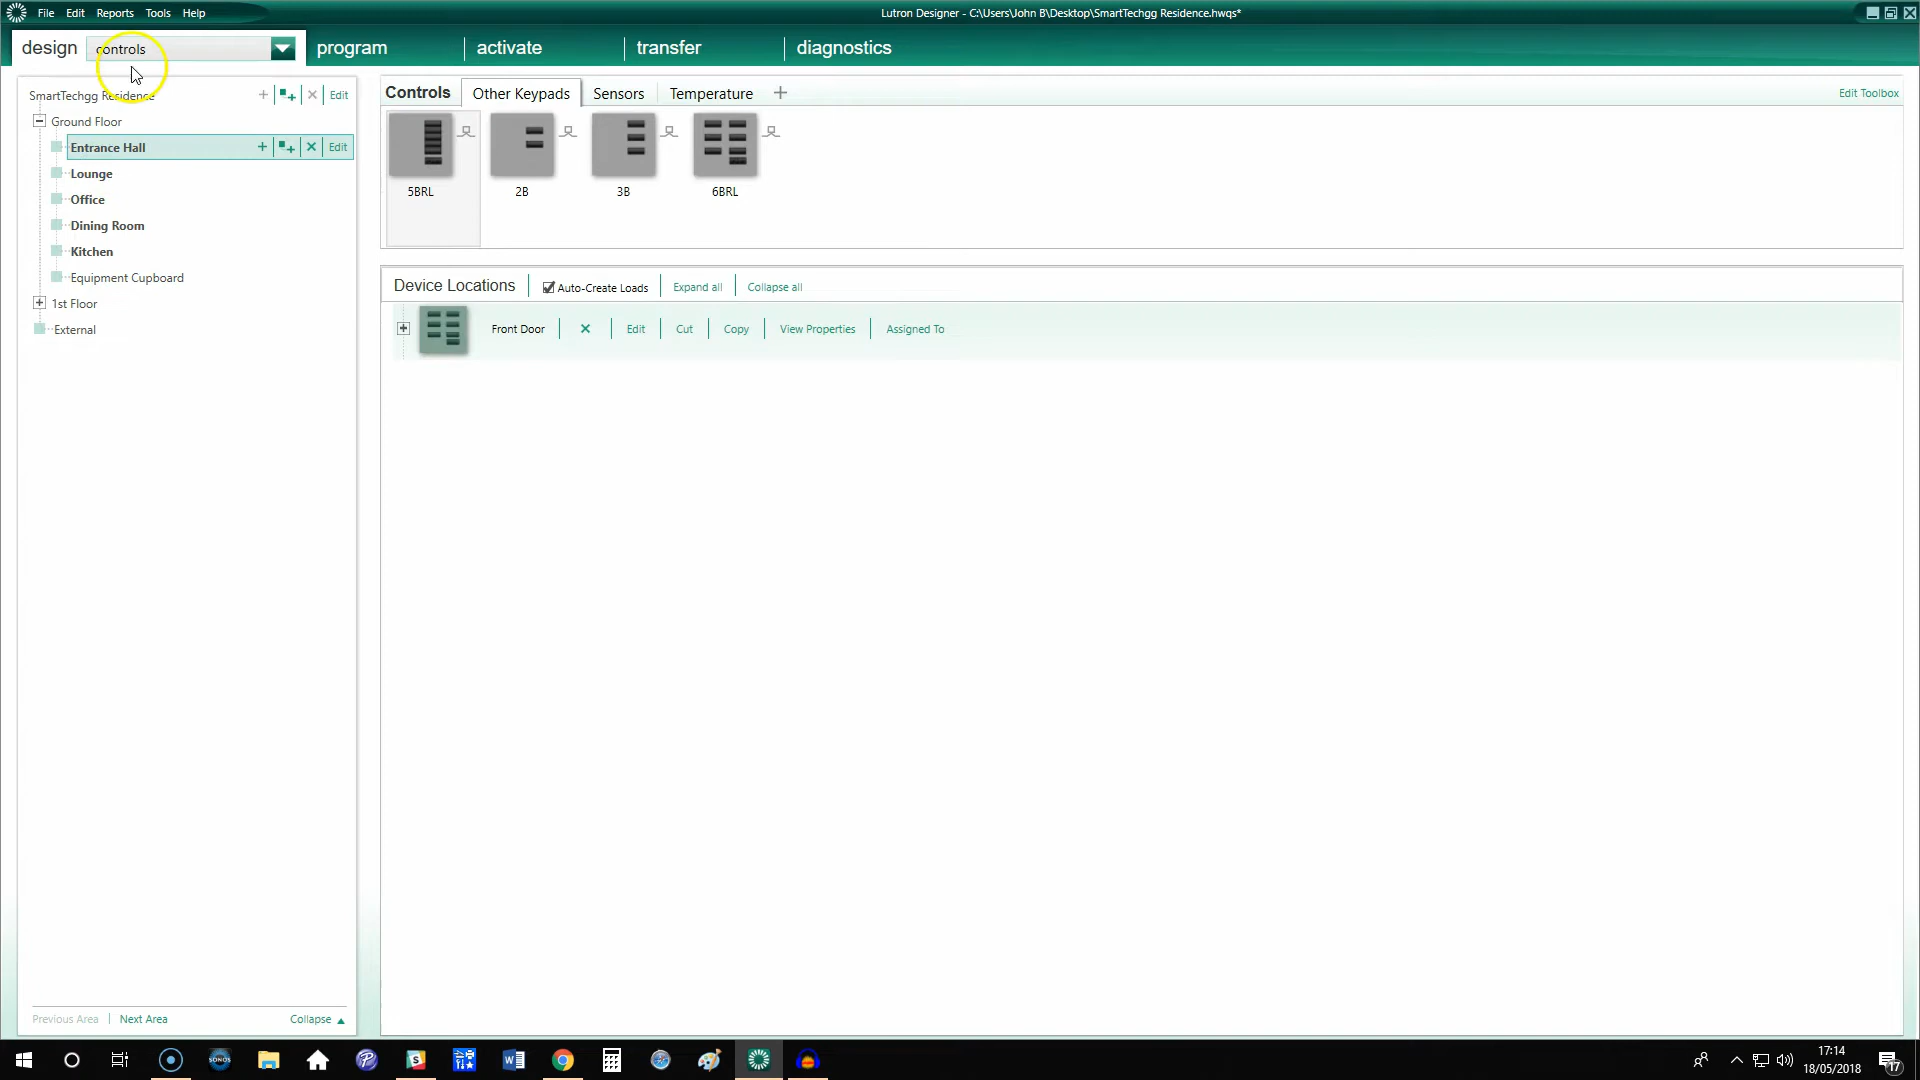 File Edit Reports Tools Help
Lutron Designer - C:\Users\John B\Desktop\SmartTechgg Residence.hwqs*
design controls program activate transfer diagnostics
SmartTechgg Residence Edit
Ground Floor
Entrance Hall Edit
Lounge
Office
Dining Room
Kitchen
Equipment Cupboard
1st Floor
External
Previous Area Next Area Collapse
Controls Other Keypads Sensors Temperature Edit Toolbox
5BRL 2B 3B 6BRL
Device Locations Auto-Create Loads Expand all Collapse all
Front Door Edit Cut Copy View Properties Assigned To
SONOS
17:14
18/05/2018
17